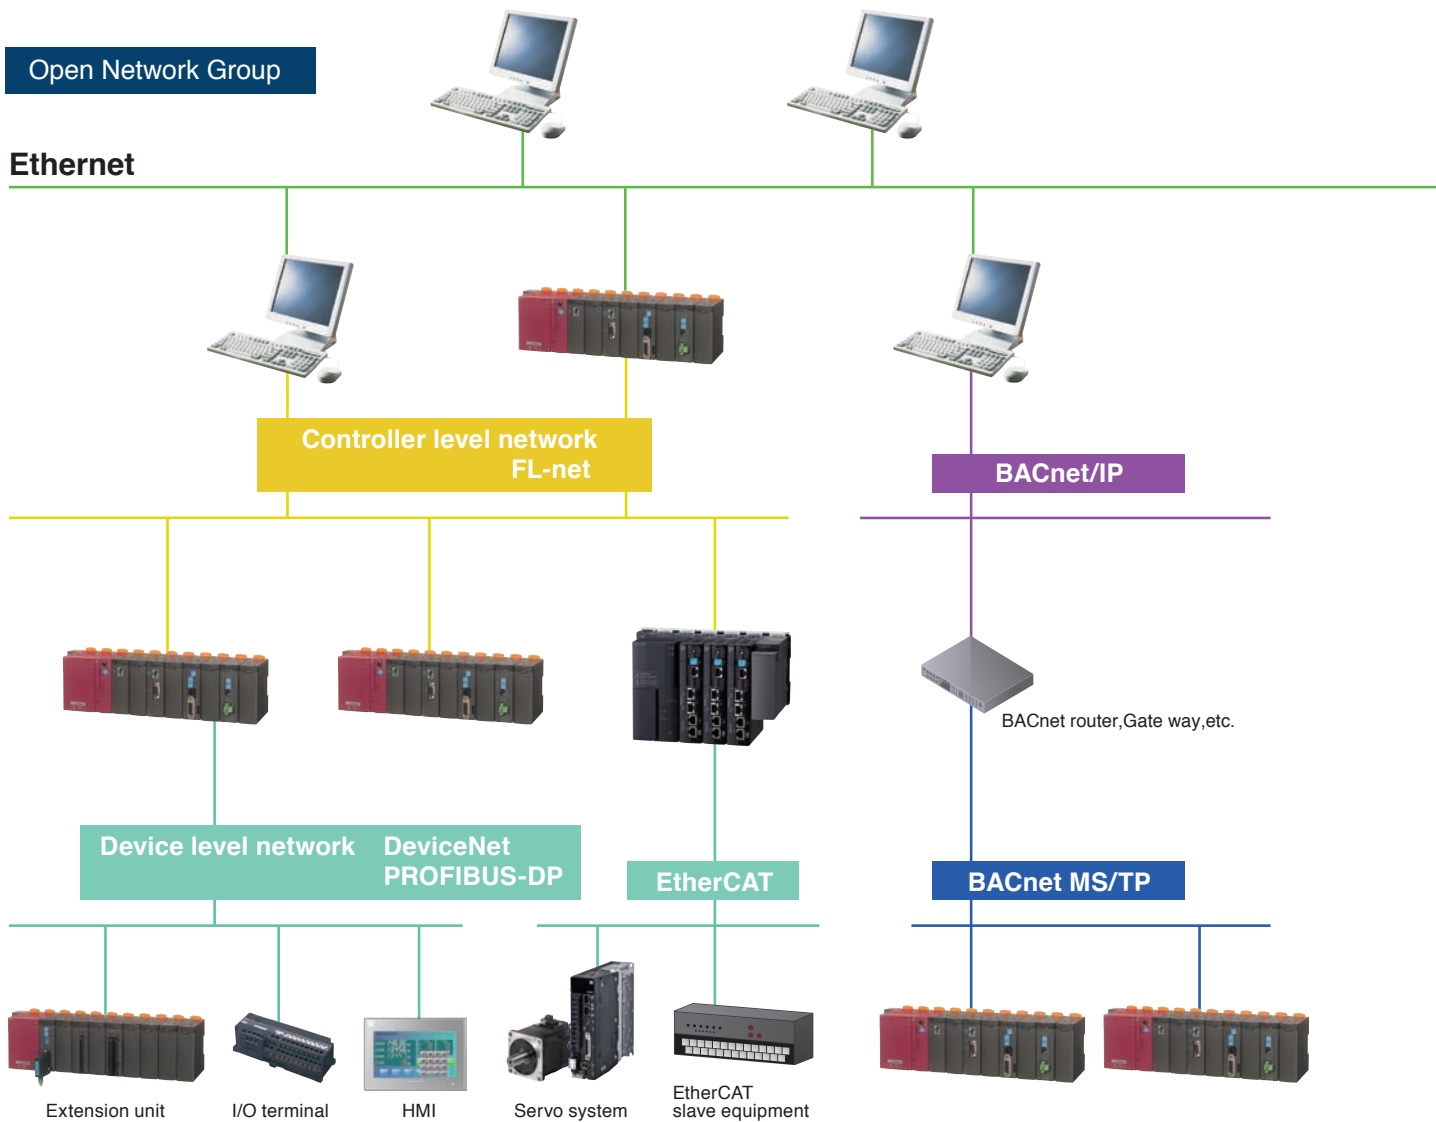 Open Network Group
Ethernet
Controller level network
FL-net
BACnet/IP
BACnet router,Gate way,etc.
Device level network DeviceNet
PROFIBUS-DP
EtherCAT
BACnet MS/TP
Extension unit
I/O terminal
HMI
Servo system
EtherCAT
slave equipment